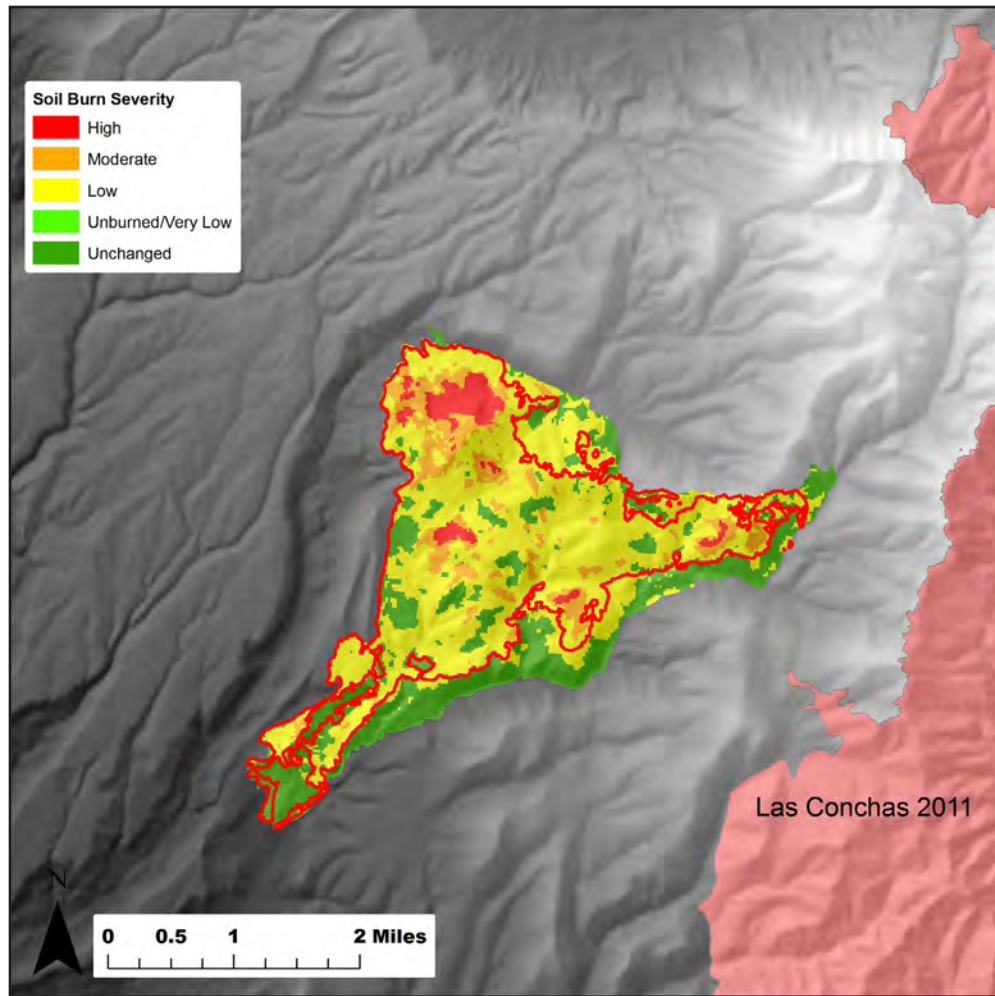 Soil Burn Severity
High
Moderate
Low
Unburned/Very Low
Unchanged
Las Conchas 2011
N
0 0.5 1 2 Miles